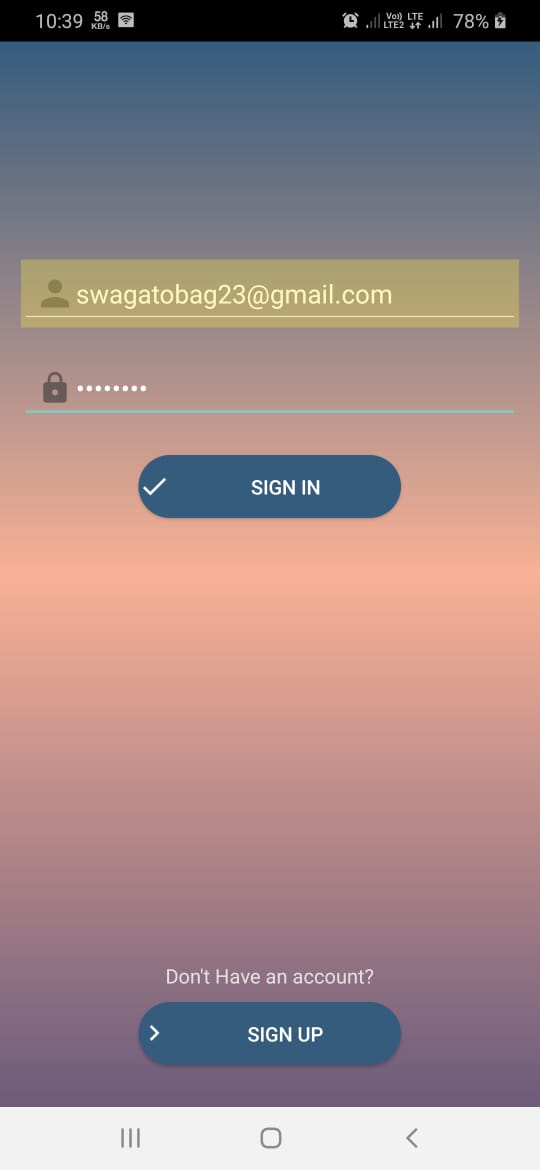 10:39 58 KB/s Vo)) LTE LTE2 78%
swagatobag23@gmail.com
••••••••
SIGN IN
Don't Have an account?
SIGN UP